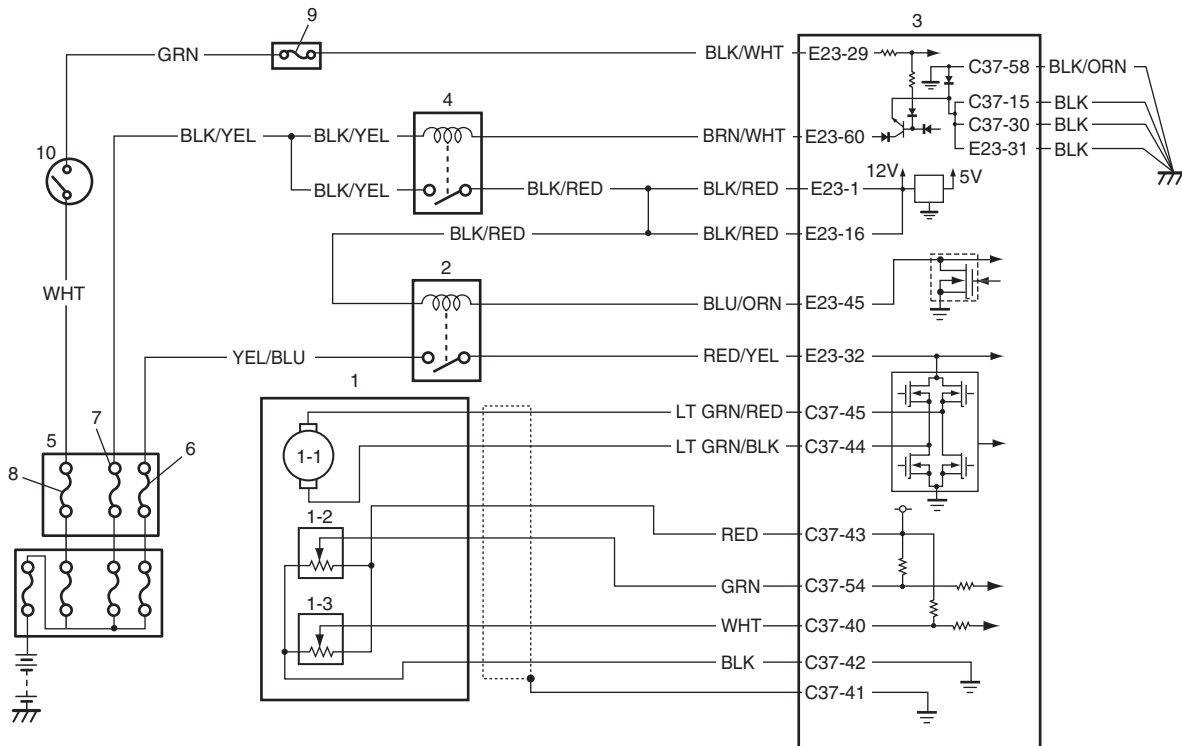 3
9
GRN
BLK/WHT
E23-29
C37-58
BLK/ORN
4
C37-15
BLK
BLK/YEL
BLK/YEL
BRN/WHT
E23-60
C37-30
BLK
10
E23-31
BLK
12V
5V
BLK/YEL
BLK/RED
BLK/RED
E23-1
BLK/RED
BLK/RED
E23-16
2
WHT
BLU/ORN
E23-45
YEL/BLU
RED/YEL
E23-32
1
LT GRN/RED
C37-45
5
7
6
LT GRN/BLK
C37-44
1-1
8
1-2
RED
C37-43
GRN
C37-54
1-3
WHT
C37-40
BLK
C37-42
C37-41